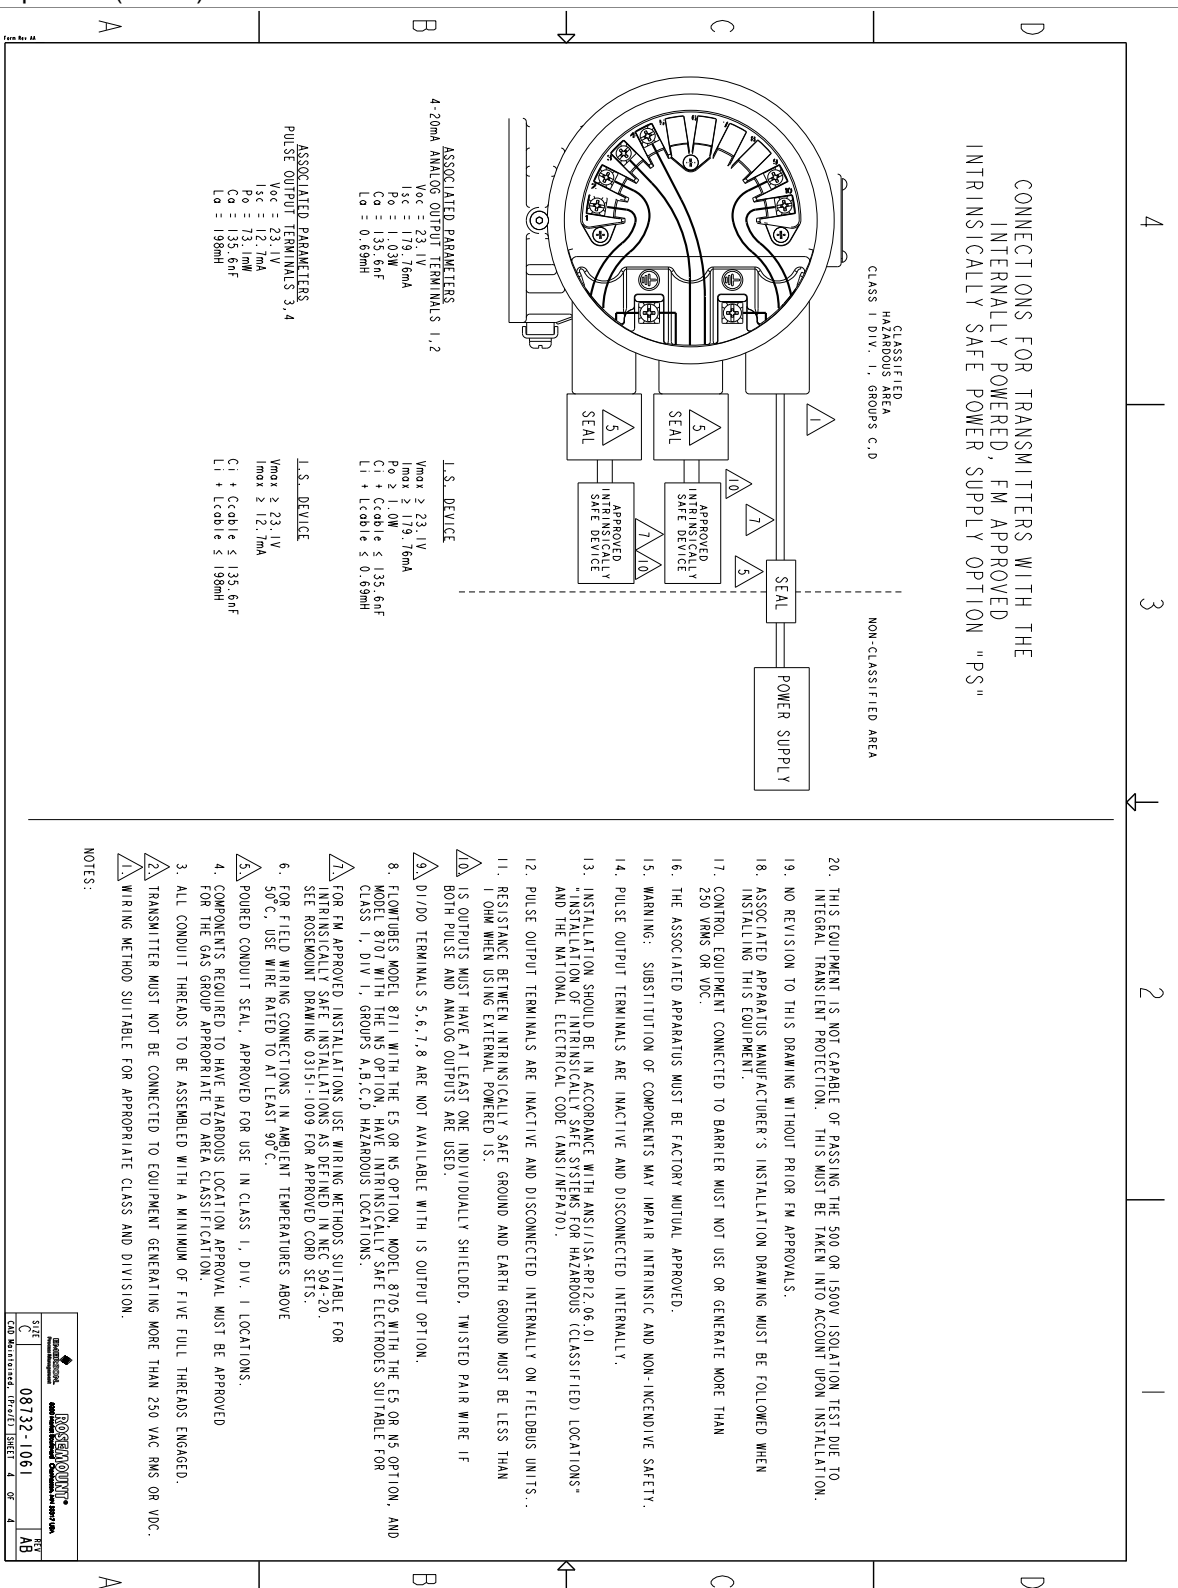 D
C
B
A
4
3
2
CONNECTIONS FOR TRANSMITTERS WITH THE
INTERNALLY POWERED, FM APPROVED
INTRINSICALLY SAFE POWER SUPPLY OPTION "PS"
CLASSIFIED
HAZARDOUS AREA
CLASS I DIV. 1, GROUPS C,D
NON-CLASSIFIED AREA
1
7
5
10
SEAL
POWER SUPPLY
5
SEAL
APPROVED
INTRINSICALLY
SAFE DEVICE
7
10
5
SEAL
APPROVED
INTRINSICALLY
SAFE DEVICE
ASSOCIATED PARAMETERS
4-20mA ANALOG OUTPUT TERMINALS 1,2
Voc = 23.1V
Isc = 179.76mA
Po = 1.03W
Ca = 135.6nF
La = 0.69mH
I.S. DEVICE
Vmax ≥ 23.1V
Imax ≥ 179.76mA
Po ≥ 1.0W
Ci + Ccable ≤ 135.6nF
Li + Lcable ≤ 0.69mH
ASSOCIATED PARAMETERS
PULSE OUTPUT TERMINALS 3,4
Voc = 23.1V
Isc = 12.7mA
Po = 73.1mW
Ca = 135.6nF
La = 198mH
I.S. DEVICE
Vmax ≥ 23.1V
Imax ≥ 12.7mA
Ci + Ccable ≤ 135.6nF
Li + Lcable ≤ 198mH
20. THIS EQUIPMENT IS NOT CAPABLE OF PASSING THE 500 OR 1500V ISOLATION TEST DUE TO
INTEGRAL TRANSIENT PROTECTION. THIS MUST BE TAKEN INTO ACCOUNT UPON INSTALLATION.
19. NO REVISION TO THIS DRAWING WITHOUT PRIOR FM APPROVALS.
18. ASSOCIATED APPARATUS MANUFACTURER'S INSTALLATION DRAWING MUST BE FOLLOWED WHEN
INSTALLING THIS EQUIPMENT.
17. CONTROL EQUIPMENT CONNECTED TO BARRIER MUST NOT USE OR GENERATE MORE THAN
250 VRMS OR VDC.
16. THE ASSOCIATED APPARATUS MUST BE FACTORY MUTUAL APPROVED.
15. WARNING: SUBSTITUTION OF COMPONENTS MAY IMPAIR INTRINSIC AND NON-INCENDIVE SAFETY.
14. PULSE OUTPUT TERMINALS ARE INACTIVE AND DISCONNECTED INTERNALLY.
13. INSTALLATION SHOULD BE IN ACCORDANCE WITH ANSI/ISA-RP12.06.01
"INSTALLATION OF INTRINSICALLY SAFE SYSTEMS FOR HAZARDOUS (CLASSIFIED) LOCATIONS"
AND THE NATIONAL ELECTRICAL CODE (ANSI/NFPA70).
12. PULSE OUTPUT TERMINALS ARE INACTIVE AND DISCONNECTED INTERNALLY ON FIELDBUS UNITS..
11. RESISTANCE BETWEEN INTRINSICALLY SAFE GROUND AND EARTH GROUND MUST BE LESS THAN
1 OHM WHEN USING EXTERNAL POWERED IS.
10. IS OUTPUTS MUST HAVE AT LEAST ONE INDIVIDUALLY SHIELDED, TWISTED PAIR WIRE IF
BOTH PULSE AND ANALOG OUTPUTS ARE USED.
9. DI/DO TERMINALS 5,6,7,8 ARE NOT AVAILABLE WITH IS OUTPUT OPTION.
8. FLOWTUBES MODEL 8711 WITH THE E5 OR N5 OPTION, MODEL 8705 WITH THE E5 OR N5 OPTION, AND
MODEL 8707 WITH THE N5 OPTION, HAVE INTRINSICALLY SAFE ELECTRODES SUITABLE FOR
CLASS I, DIV 1, GROUPS A,B,C,D HAZARDOUS LOCATIONS.
7. FOR FM APPROVED INSTALLATIONS USE WIRING METHODS SUITABLE FOR
INTRINSICALLY SAFE INSTALLATIONS AS DEFINED IN NEC 504-20.
SEE ROSEMOUNT DRAWING 03151-1009 FOR APPROVED CORD SETS.
6. FOR FIELD WIRING CONNECTIONS IN AMBIENT TEMPERATURES ABOVE
50°C, USE WIRE RATED TO AT LEAST 90°C.
5. POURED CONDUIT SEAL, APPROVED FOR USE IN CLASS I, DIV. 1 LOCATIONS.
4. COMPONENTS REQUIRED TO HAVE HAZARDOUS LOCATION APPROVAL MUST BE APPROVED
FOR THE GAS GROUP APPROPRIATE TO AREA CLASSIFICATION.
3. ALL CONDUIT THREADS TO BE ASSEMBLED WITH A MINIMUM OF FIVE FULL THREADS ENGAGED.
2. TRANSMITTER MUST NOT BE CONNECTED TO EQUIPMENT GENERATING MORE THAN 250 VAC RMS OR VDC.
1. WIRING METHOD SUITABLE FOR APPROPRIATE CLASS AND DIVISION.
NOTES:
EMERSON
ROSEMOUNT
SIZE
C
08732-1061
REV
AB
CAD Maintained, (Pro/E)
SHEET 4 OF 4
Form Rev AA
D
C
B
A